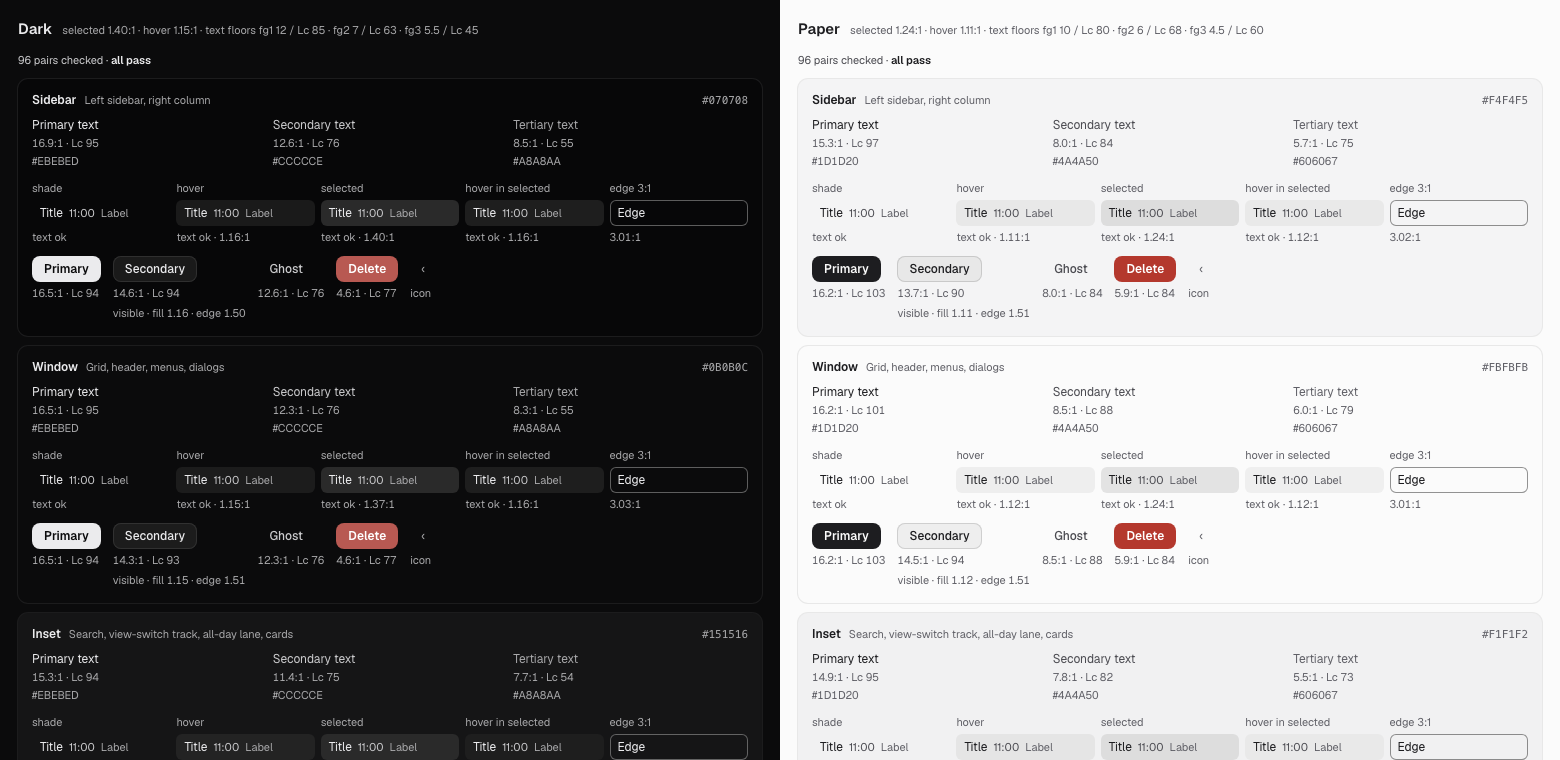 Dark selected 1.40:1 · hover 1.15:1 · text floors fg1 12 / Lc 85 · fg2 7 / Lc 63 · fg3 5.5 / Lc 45
96 pairs checked · all pass
Sidebar Left sidebar, right column #070708
Primary text Secondary text Tertiary text
16.9:1 · Lc 95 12.6:1 · Lc 76 8.5:1 · Lc 55
#EBEBED #CCCCCE #A8A8AA
shade hover selected hover in selected edge 3:1
Title 11:00 Label Title 11:00 Label Title 11:00 Label Title 11:00 Label Edge
text ok text ok · 1.16:1 text ok · 1.40:1 text ok · 1.16:1 3.01:1
Primary Secondary Ghost Delete ‹
16.5:1 · Lc 94 14.6:1 · Lc 94 12.6:1 · Lc 76 4.6:1 · Lc 77 icon
visible · fill 1.16 · edge 1.50
Window Grid, header, menus, dialogs #0B0B0C
Primary text Secondary text Tertiary text
16.5:1 · Lc 95 12.3:1 · Lc 76 8.3:1 · Lc 55
#EBEBED #CCCCCE #A8A8AA
shade hover selected hover in selected edge 3:1
Title 11:00 Label Title 11:00 Label Title 11:00 Label Title 11:00 Label Edge
text ok text ok · 1.15:1 text ok · 1.37:1 text ok · 1.16:1 3.03:1
Primary Secondary Ghost Delete ‹
16.5:1 · Lc 94 14.3:1 · Lc 93 12.3:1 · Lc 76 4.6:1 · Lc 77 icon
visible · fill 1.15 · edge 1.51
Inset Search, view-switch track, all-day lane, cards #151516
Primary text Secondary text Tertiary text
15.3:1 · Lc 94 11.4:1 · Lc 75 7.7:1 · Lc 54
#EBEBED #CCCCCE #A8A8AA
shade hover selected hover in selected edge 3:1
Title 11:00 Label Title 11:00 Label Title 11:00 Label Title 11:00 Label Edge
Paper selected 1.24:1 · hover 1.11:1 · text floors fg1 10 / Lc 80 · fg2 6 / Lc 68 · fg3 4.5 / Lc 60
96 pairs checked · all pass
Sidebar Left sidebar, right column #F4F4F5
Primary text Secondary text Tertiary text
15.3:1 · Lc 97 8.0:1 · Lc 84 5.7:1 · Lc 75
#1D1D20 #4A4A50 #606067
shade hover selected hover in selected edge 3:1
Title 11:00 Label Title 11:00 Label Title 11:00 Label Title 11:00 Label Edge
text ok text ok · 1.11:1 text ok · 1.24:1 text ok · 1.12:1 3.02:1
Primary Secondary Ghost Delete ‹
16.2:1 · Lc 103 13.7:1 · Lc 90 8.0:1 · Lc 84 5.9:1 · Lc 84 icon
visible · fill 1.11 · edge 1.51
Window Grid, header, menus, dialogs #FBFBFB
Primary text Secondary text Tertiary text
16.2:1 · Lc 101 8.5:1 · Lc 88 6.0:1 · Lc 79
#1D1D20 #4A4A50 #606067
shade hover selected hover in selected edge 3:1
Title 11:00 Label Title 11:00 Label Title 11:00 Label Title 11:00 Label Edge
text ok text ok · 1.12:1 text ok · 1.24:1 text ok · 1.12:1 3.01:1
Primary Secondary Ghost Delete ‹
16.2:1 · Lc 103 14.5:1 · Lc 94 8.5:1 · Lc 88 5.9:1 · Lc 84 icon
visible · fill 1.12 · edge 1.51
Inset Search, view-switch track, all-day lane, cards #F1F1F2
Primary text Secondary text Tertiary text
14.9:1 · Lc 95 7.8:1 · Lc 82 5.5:1 · Lc 73
#1D1D20 #4A4A50 #606067
shade hover selected hover in selected edge 3:1
Title 11:00 Label Title 11:00 Label Title 11:00 Label Title 11:00 Label Edge